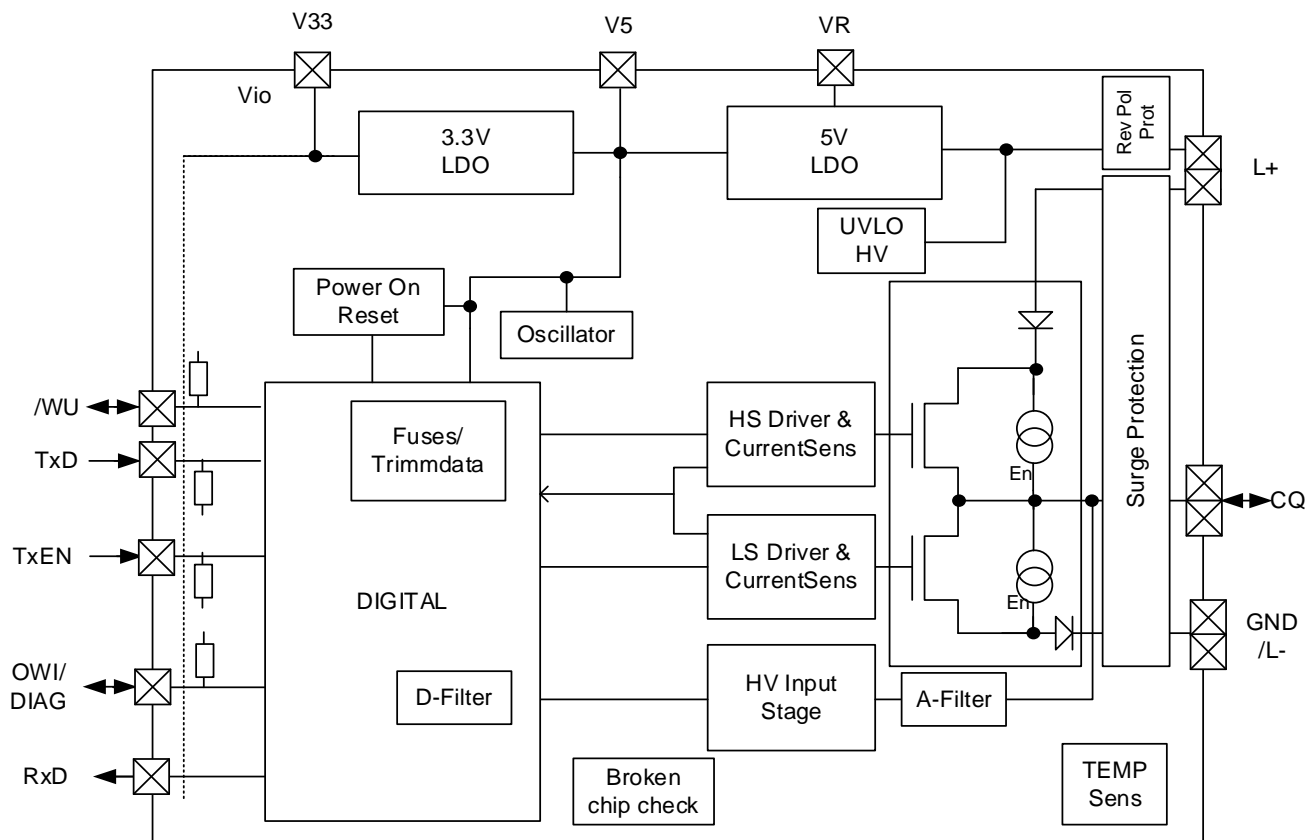 V33
V5
VR
Vio
3.3V
LDO
5V
LDO
Rev Pol
Prot
L+
UVLO
HV
Power On
Reset
Oscillator
/WU
TxD
Fuses/
Trimmdata
HS Driver &
CurrentSens
En
Surge Protection
CQ
TxEN
LS Driver &
CurrentSens
En
DIGITAL
GND
/L-
OWI/
DIAG
D-Filter
HV Input
Stage
A-Filter
RxD
Broken
chip check
TEMP
Sens